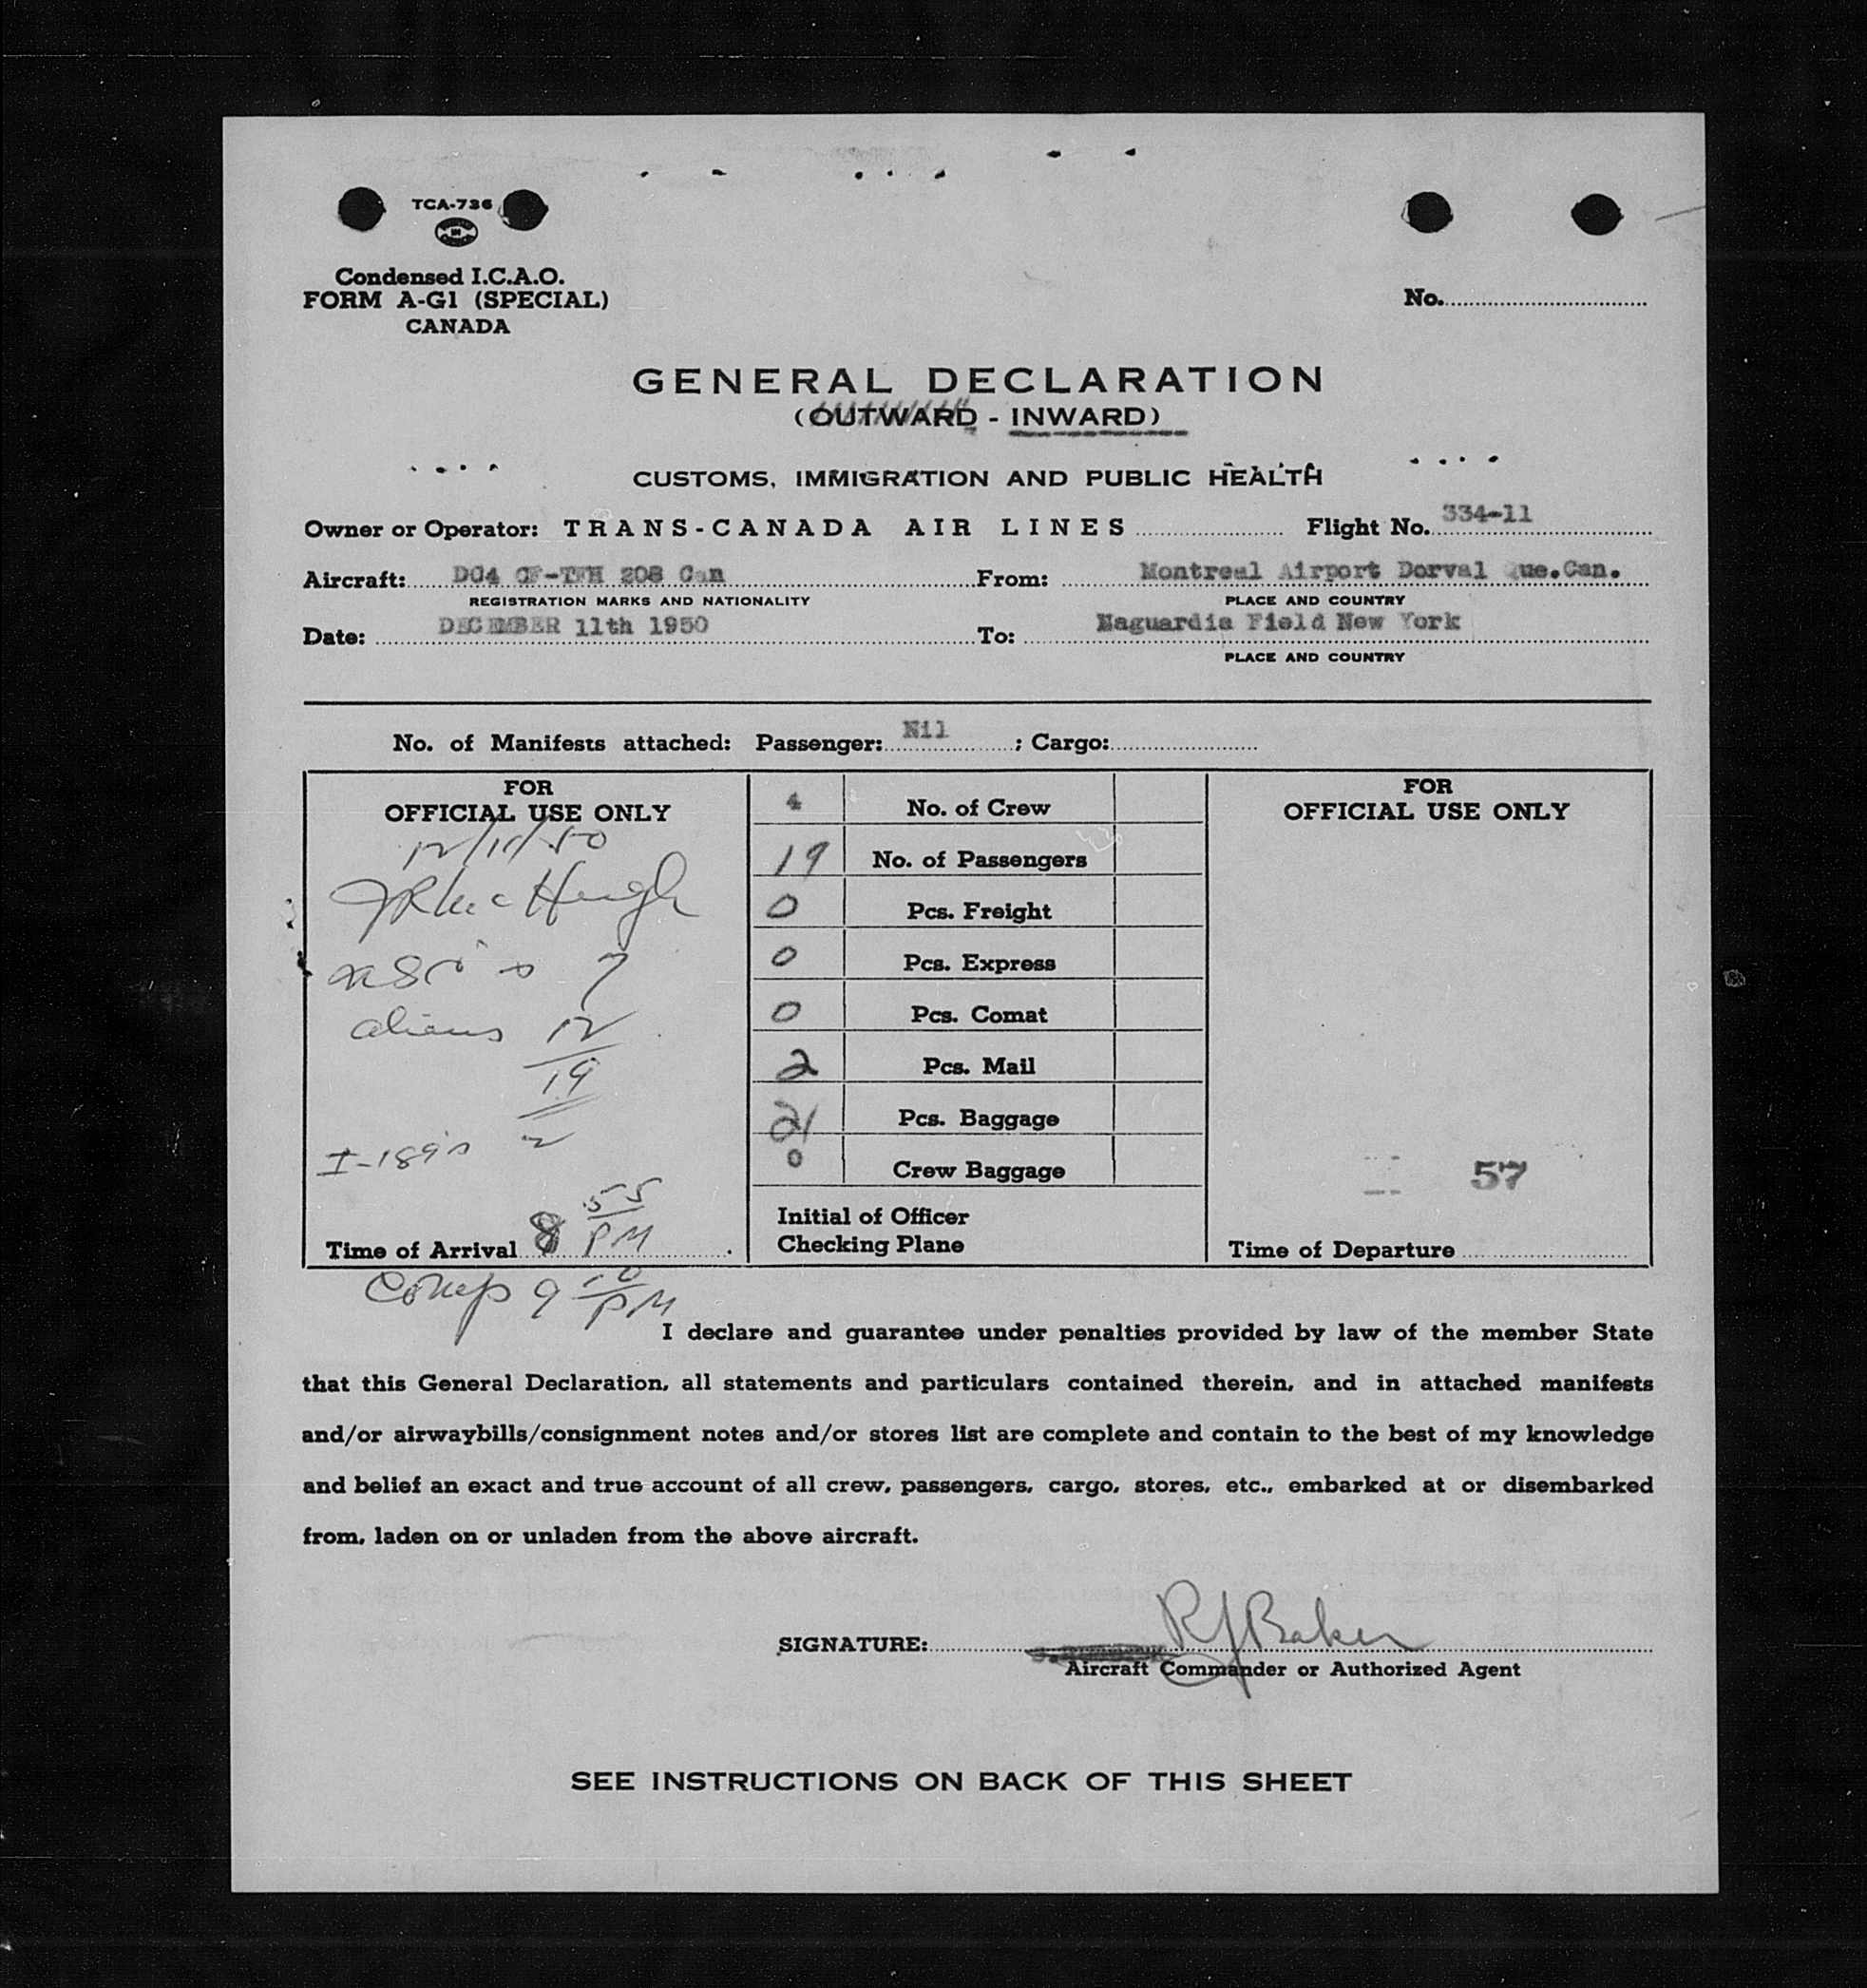 TCA-736
Condensed I.C.A.O.
FORM A-G1 (SPECIAL)
CANADA
No.
GENERAL DECLARATION
(OUTWARD - INWARD)
CUSTOMS, IMMIGRATION AND PUBLIC HEALTH
Owner or Operator: TRANS-CANADA AIR LINES Flight No. 334-11
Aircraft: DC4 CF-TFH 208 Can From: Montreal Airport Dorval Que.Can.
REGISTRATION MARKS AND NATIONALITY PLACE AND COUNTRY
Date: DECEMBER 11th 1950 To: Naguardia Field New York
PLACE AND COUNTRY
No. of Manifests attached: Passenger: Nil ; Cargo:
FOR
OFFICIAL USE ONLY
12/11/50
JR McHugh
7
aliens 12
19
I-189's 2
Time of Arrival 8 55 PM
Comp 9 10 PM
4 No. of Crew
19 No. of Passengers
0 Pcs. Freight
0 Pcs. Express
0 Pcs. Comat
2 Pcs. Mail
21 Pcs. Baggage
0 Crew Baggage
Initial of Officer
Checking Plane
FOR
OFFICIAL USE ONLY
57
Time of Departure
I declare and guarantee under penalties provided by law of the member State
that this General Declaration, all statements and particulars contained therein, and in attached manifests
and/or airwaybills/consignment notes and/or stores list are complete and contain to the best of my knowledge
and belief an exact and true account of all crew, passengers, cargo, stores, etc., embarked at or disembarked
from, laden on or unladen from the above aircraft.
SIGNATURE: RJ Baker
Aircraft Commander or Authorized Agent
SEE INSTRUCTIONS ON BACK OF THIS SHEET